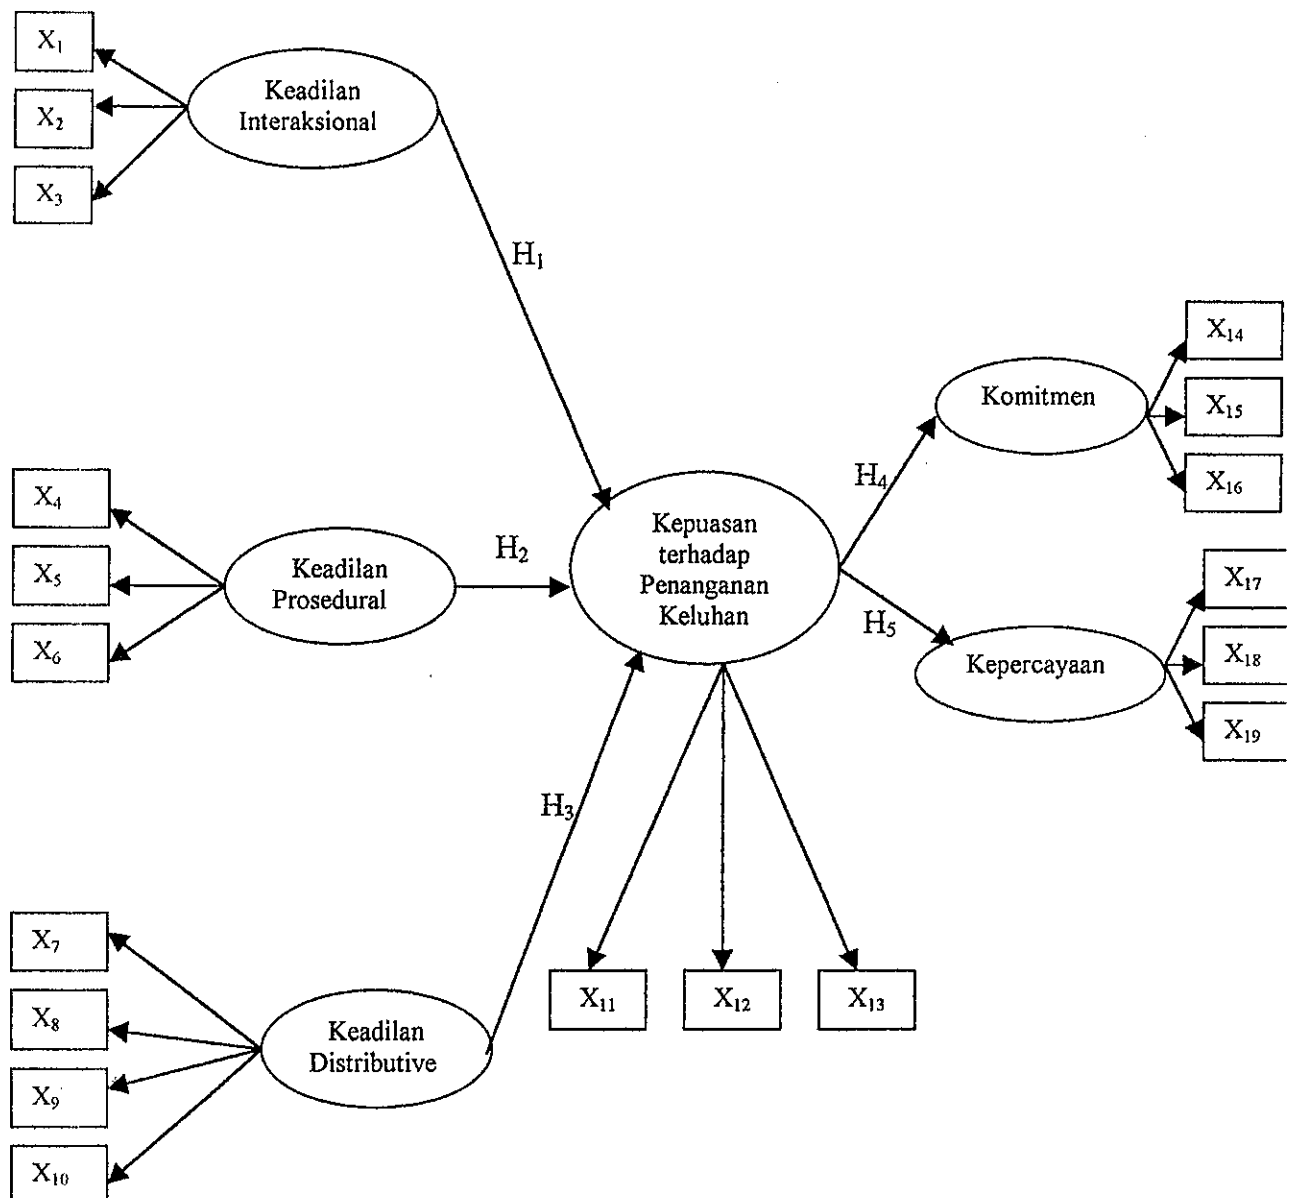 X₁
X₂
X₃
Keadilan
Interaksional
H₁
X₁₄
X₁₅
X₁₆
Komitmen
H₄
X₄
X₅
X₆
Keadilan
Prosedural
H₂
Kepuasan
terhadap
Penanganan
Keluhan
H₅
Kepercayaan
X₁₇
X₁₈
X₁₉
H₃
X₇
X₈
X₉
X₁₀
Keadilan
Distributive
X₁₁
X₁₂
X₁₃